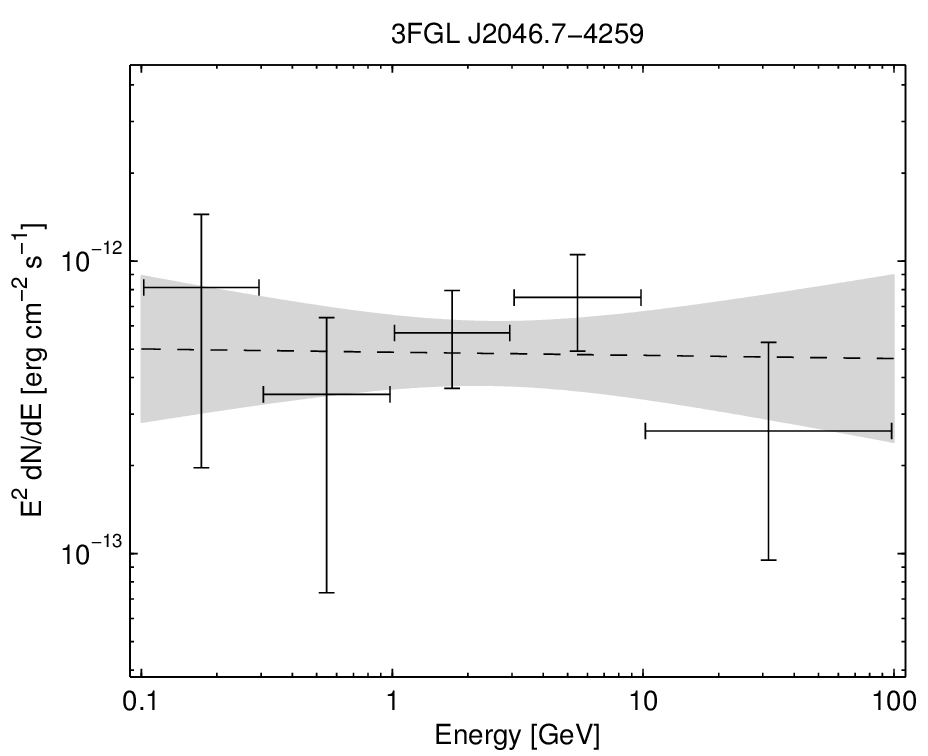 3FGL J2046.7−4259
E² dN/dE [erg cm⁻² s⁻¹]
10⁻¹²
10⁻¹³
0.1 1 10 100
Energy [GeV]